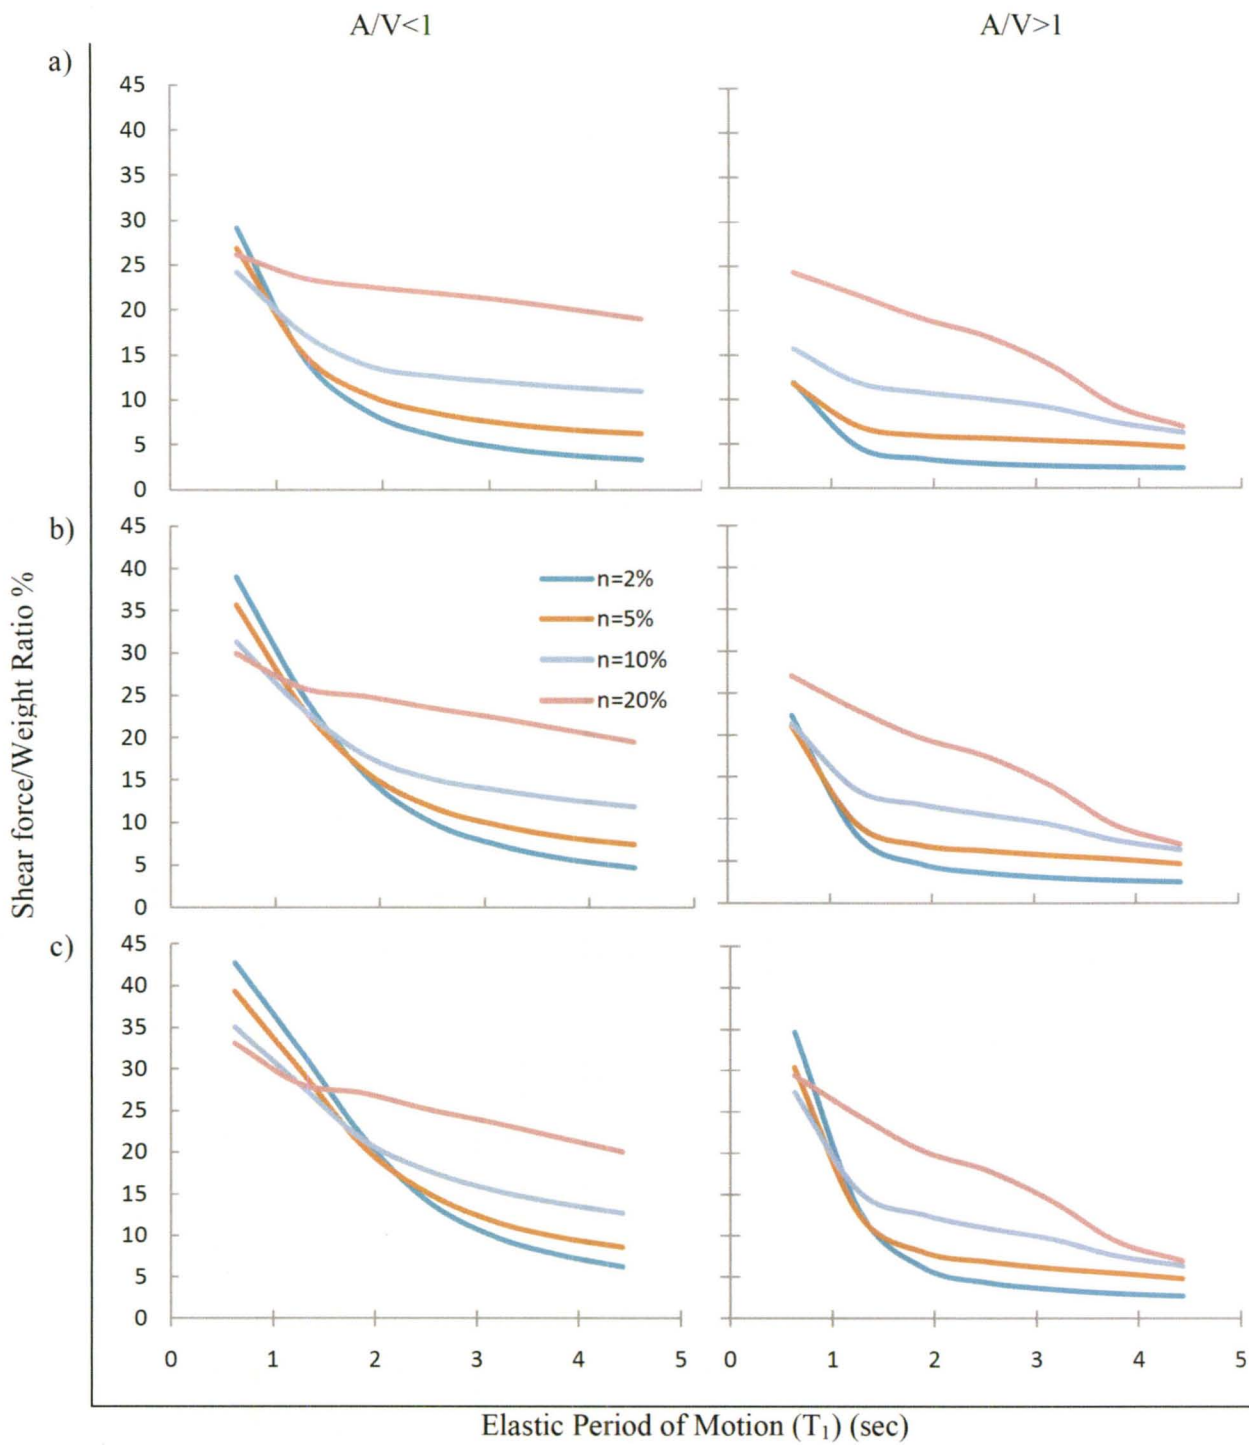 A/V<1
A/V>1
a)
45
40
35
30
25
20
15
10
5
0
b)
45
40
35
30
25
20
15
10
5
0
n=2%
n=5%
n=10%
n=20%
c)
45
40
35
30
25
20
15
10
5
0
0 1 2 3 4 5
0 1 2 3 4 5
Shear force/Weight Ratio %
Elastic Period of Motion (T₁) (sec)